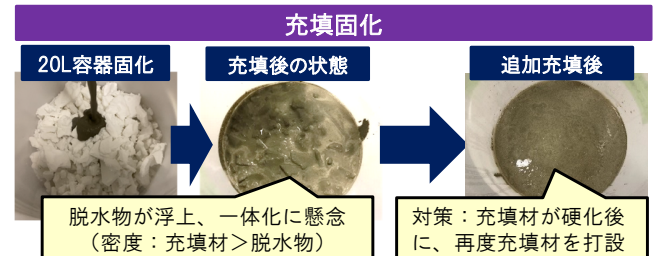 充填固化
20L容器固化
充填後の状態
追加充填後
脱水物が浮上、一体化に懸念
（密度：充填材＞脱水物）
対策：充填材が硬化後
に、再度充填材を打設